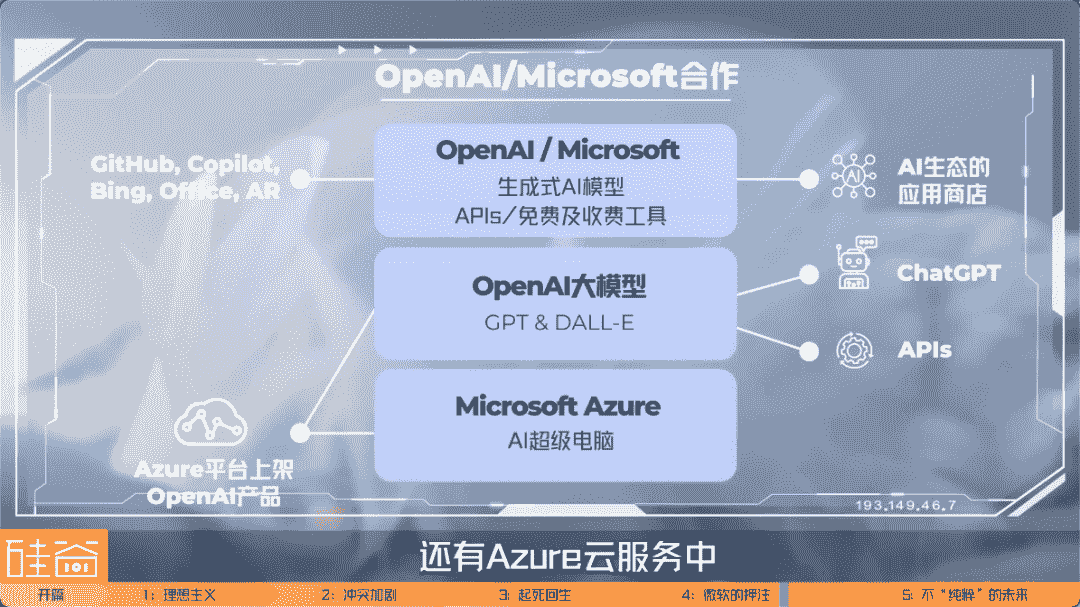 OpenAI/Microsoft合作
GitHub, Copilot,
Bing, Office, AR
OpenAI / Microsoft
生成式AI模型
APIs/免费及收费工具
AI
AI生态的
应用商店
OpenAI大模型
GPT & DALL-E
ChatGPT
APIs
Microsoft Azure
AI超级电脑
Azure平台上架
OpenAI产品
193.149.46.7
硅谷
101
还有Azure云服务中
开篇
1: 理想主义
2: 冲突加剧
3: 起死回生
4: 微软的押注
5: 不“纯粹”的未来